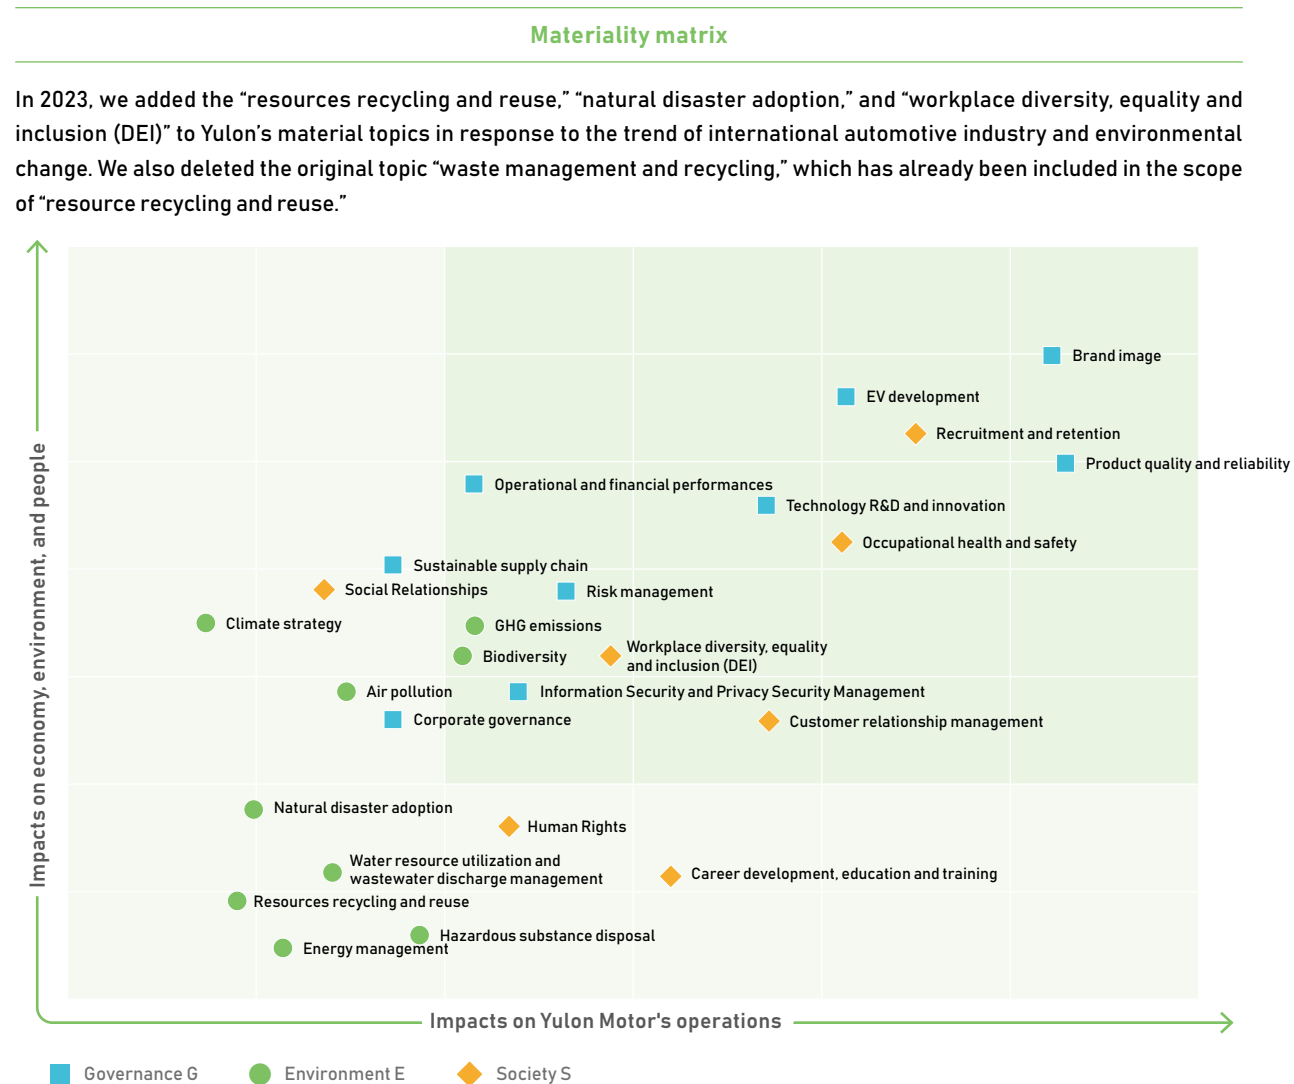 Materiality matrix
In 2023, we added the “resources recycling and reuse,” “natural disaster adoption,” and “workplace diversity, equality and
inclusion (DEI)” to Yulon’s material topics in response to the trend of international automotive industry and environmental
change. We also deleted the original topic “waste management and recycling,” which has already been included in the scope
of “resource recycling and reuse.”
Impacts on economy, environment, and people
Brand image
EV development
Recruitment and retention
Product quality and reliability
Operational and financial performances
Technology R&D and innovation
Occupational health and safety
Sustainable supply chain
Social Relationships
Risk management
Climate strategy
GHG emissions
Biodiversity
Workplace diversity, equality
and inclusion (DEI)
Air pollution
Information Security and Privacy Security Management
Corporate governance
Customer relationship management
Natural disaster adoption
Human Rights
Water resource utilization and
wastewater discharge management
Career development, education and training
Resources recycling and reuse
Hazardous substance disposal
Energy management
Impacts on Yulon Motor's operations
Governance G
Environment E
Society S